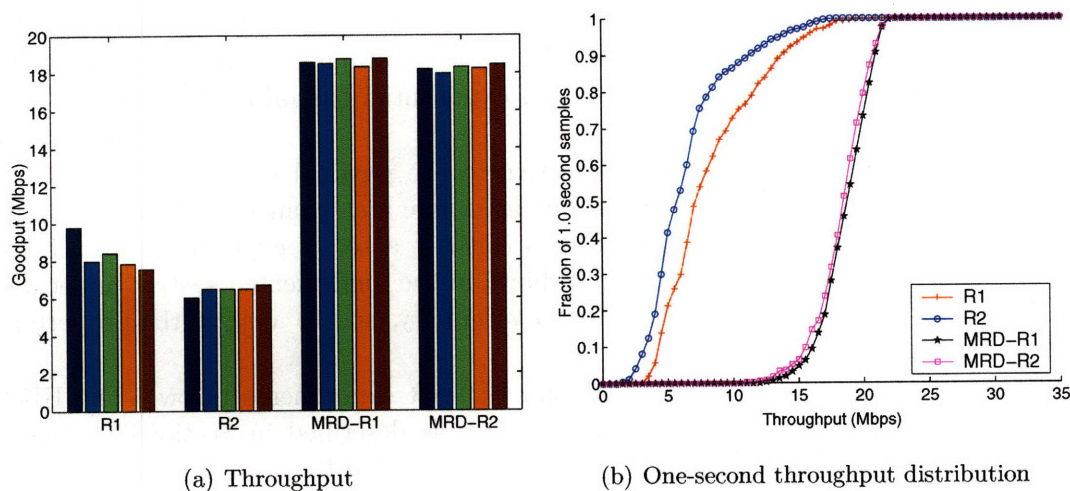 20
18
16
14
12
10
8
6
4
2
0
Goodput (Mbps)
R1
R2
MRD-R1
MRD-R2
(a) Throughput
1
0.9
0.8
0.7
0.6
0.5
0.4
0.3
0.2
0.1
0
Fraction of 1.0 second samples
R1
R2
MRD-R1
MRD-R2
0 5 10 15 20 25 30 35
Throughput (Mbps)
(b) One-second throughput distribution